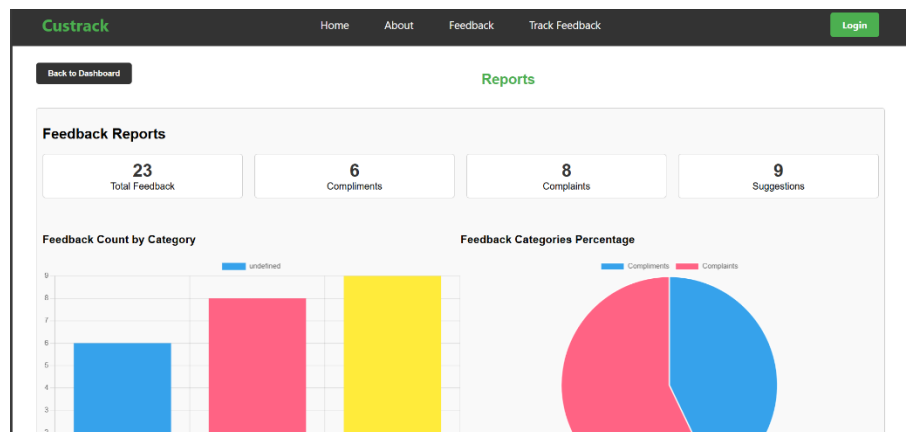 Custrack Home About Feedback Track Feedback Login
Back to Dashboard
Reports
Feedback Reports
23 6 8 9
Total Feedback Compliments Complaints Suggestions
Feedback Count by Category Feedback Categories Percentage
undefined Compliments Complaints
9
8
7
6
5
4
3
2